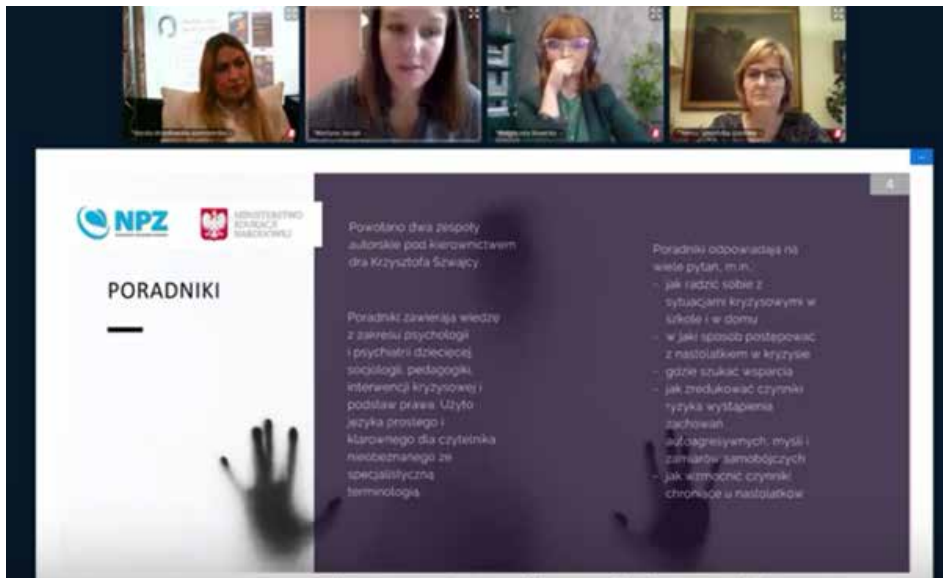 4
NPZ
MINISTERSTWO
EDUKACJI
NARODOWEJ
PORADNIKI
Powołano dwa zespoły
autorskie pod kierownictwem
dra Krzysztofa Szwajcy.
Poradniki zawierają wiedzę
z zakresu psychologii
i psychiatrii dziecięcej,
socjologii, pedagogiki,
interwencji kryzysowej i
podstaw prawa. Użyto
języka prostego i
klarownego dla czytelnika
nieobeznanego ze
specjalistyczną
terminologią.
Poradniki odpowiadają na
wiele pytań, m.in.:
- jak radzić sobie z
sytuacjami kryzysowymi w
szkole i w domu
- w jaki sposób postępować
z nastolatkiem w kryzysie
- gdzie szukać wsparcia
- jak zredukować czynniki
ryzyka wystąpienia
zachowań
autoagresywnych, myśli i
zamiarów samobójczych
- jak wzmocnić czynniki
chroniące u nastolatków